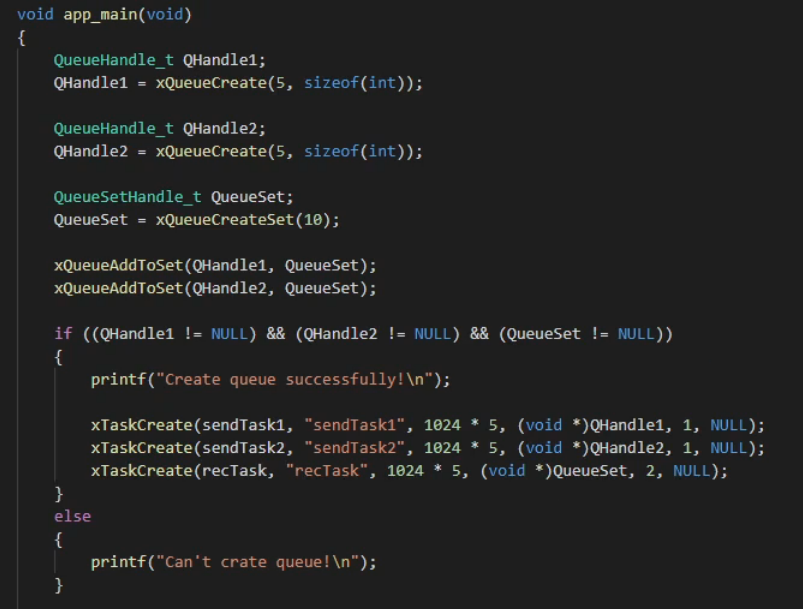 void app_main(void)
{
    QueueHandle_t QHandle1;
    QHandle1 = xQueueCreate(5, sizeof(int));

    QueueHandle_t QHandle2;
    QHandle2 = xQueueCreate(5, sizeof(int));

    QueueSetHandle_t QueueSet;
    QueueSet = xQueueCreateSet(10);

    xQueueAddToSet(QHandle1, QueueSet);
    xQueueAddToSet(QHandle2, QueueSet);

    if ((QHandle1 != NULL) && (QHandle2 != NULL) && (QueueSet != NULL))
    {
        printf("Create queue successfully!\n");

        xTaskCreate(sendTask1, "sendTask1", 1024 * 5, (void *)QHandle1, 1, NULL);
        xTaskCreate(sendTask2, "sendTask2", 1024 * 5, (void *)QHandle2, 1, NULL);
        xTaskCreate(recTask, "recTask", 1024 * 5, (void *)QueueSet, 2, NULL);
    }
    else
    {
        printf("Can't crate queue!\n");
    }